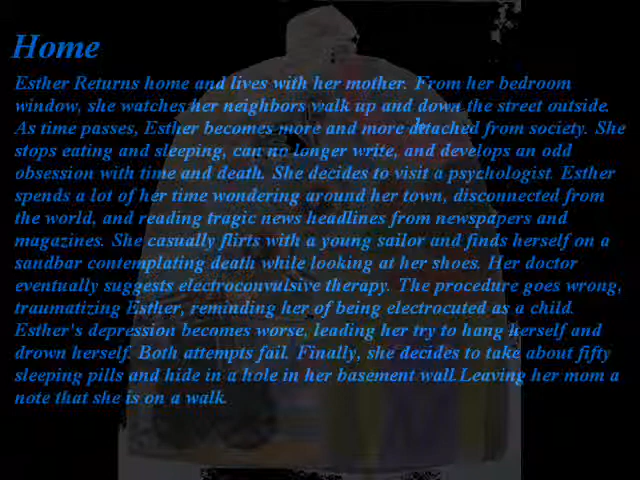 Home
Esther Returns home and lives with her mother. From her bedroom
window, she watches her neighbors walk up and down the street outside.
As time passes, Esther becomes more and more detached from society. She
stops eating and sleeping, can no longer write, and develops an odd
obsession with time and death. She decides to visit a psychologist. Esther
spends a lot of her time wondering around her town, disconnected from
the world, and reading tragic news headlines from newspapers and
magazines. She casually flirts with a young sailor and finds herself on a
sandbar contemplating death while looking at her shoes. Her doctor
eventually suggests electroconvulsive therapy. The procedure goes wrong,
traumatizing Esther, reminding her of being electrocuted as a child.
Esther's depression becomes worse, leading her try to hang herself and
drown herself. Both attempts fail. Finally, she decides to take about fifty
sleeping pills and hide in a hole in her basement wall.Leaving her mom a
note that she is on a walk.